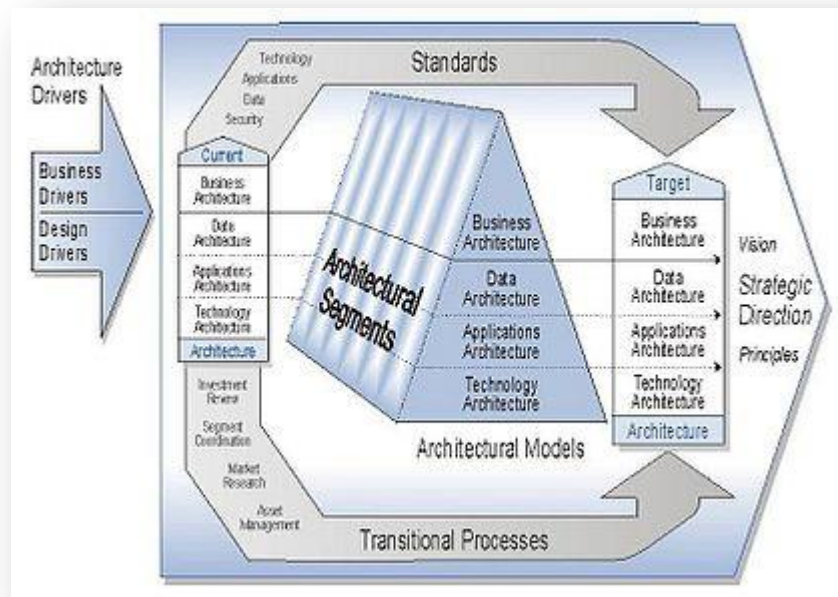 Architecture
Drivers
Business
Drivers
Design
Drivers
Technology
Applications
Data
Security
Standards
Current
Business
Architecture
Data
Architecture
Applications
Architecture
Technology
Architecture
Architecture
Investment
Review
Segment
Coordination
Market
Research
Asset
Management
Transitional Processes
Architectural
Segments
Business
Architecture
Data
Architecture
Applications
Architecture
Technology
Architecture
Architectural Models
Target
Business
Architecture
Data
Architecture
Applications
Architecture
Technology
Architecture
Architecture
Vision
Strategic
Direction
Principles